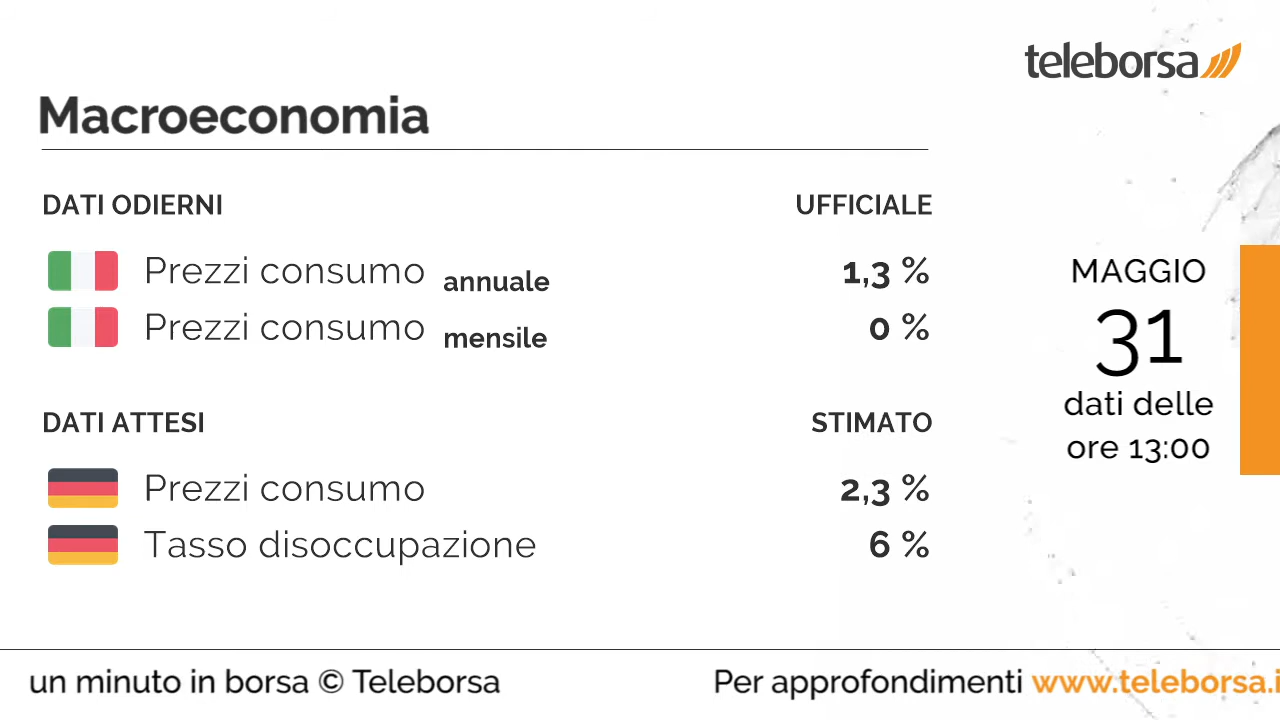 teleborsa
Macroeconomia
DATI ODIERNI UFFICIALE
Prezzi consumo annuale 1,3 %
Prezzi consumo mensile 0 %
DATI ATTESI STIMATO
Prezzi consumo 2,3 %
Tasso disoccupazione 6 %
MAGGIO
31
dati delle
ore 13:00
un minuto in borsa © Teleborsa Per approfondimenti www.teleborsa.i